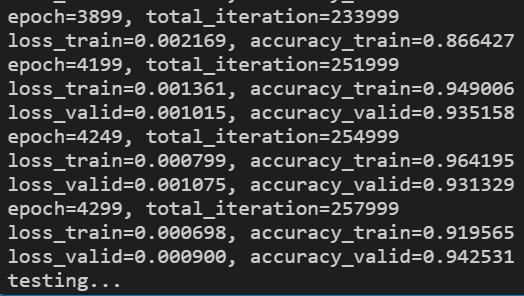 epoch=3899, total_iteration=233999
loss_train=0.002169, accuracy_train=0.866427
epoch=4199, total_iteration=251999
loss_train=0.001361, accuracy_train=0.949006
loss_valid=0.001015, accuracy_valid=0.935158
epoch=4249, total_iteration=254999
loss_train=0.000799, accuracy_train=0.964195
loss_valid=0.001075, accuracy_valid=0.931329
epoch=4299, total_iteration=257999
loss_train=0.000698, accuracy_train=0.919565
loss_valid=0.000900, accuracy_valid=0.942531
testing...